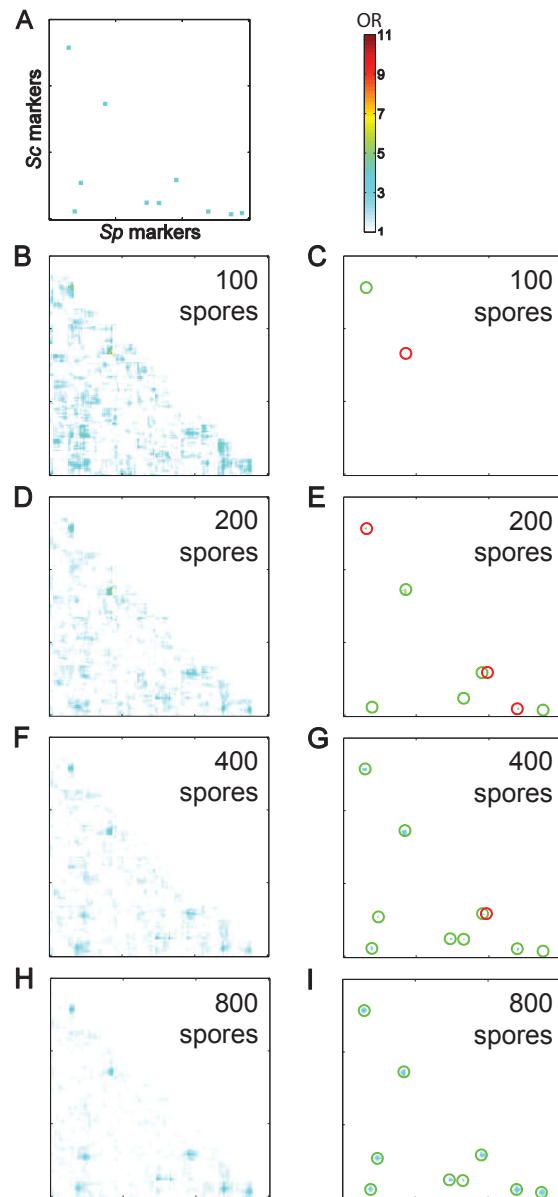 A
OR
11
9
7
5
3
1
Sc markers
Sp markers
B
100
spores
C
100
spores
D
200
spores
E
200
spores
F
400
spores
G
400
spores
H
800
spores
I
800
spores